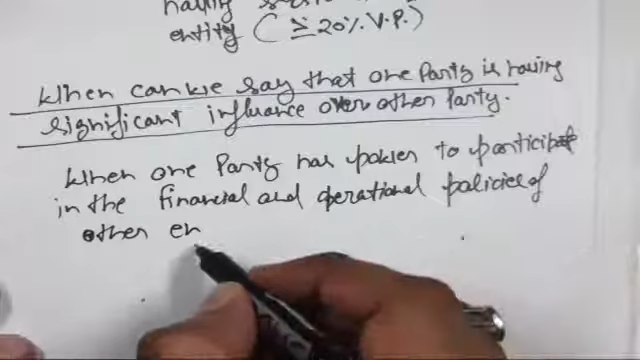 having
entity ( ≥ 20% V.P.)
When can we say that one Party is having
significant influence over other Party.
When one Party has power to participate
in the financial and operational policies of
other en